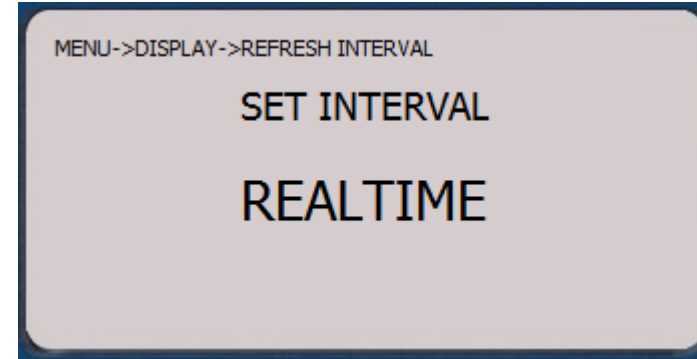 MENU->DISPLAY->REFRESH INTERVAL
SET INTERVAL
REALTIME